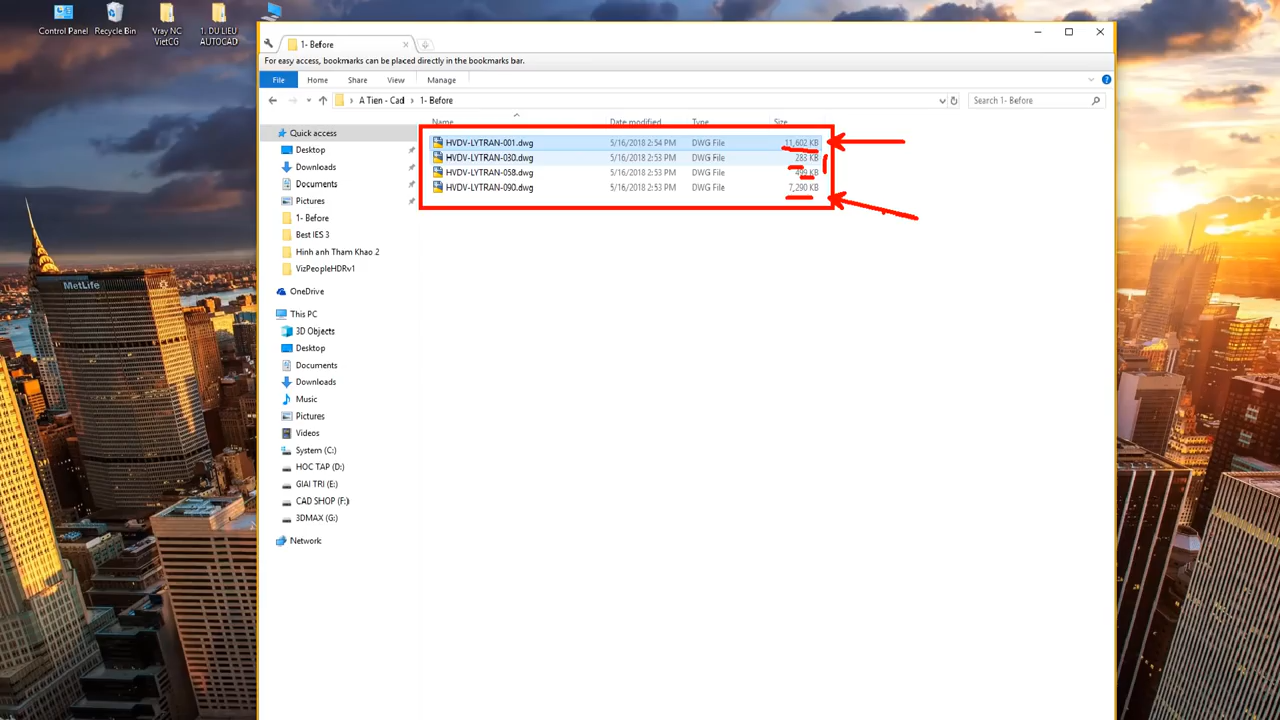 Control Panel
Recycle Bin
Vray NC
VietCG
1. DU LIEU
AUTOCAD
1- Before
For easy access, bookmarks can be placed directly in the bookmarks bar.
File Home Share View Manage
A Tien - Cad 1- Before Search 1- Before
Name Date modified Type Size
HVDV-LYTRAN-001.dwg 5/16/2018 2:54 PM DWG File 11,602 KB
HVDV-LYTRAN-030.dwg 5/16/2018 2:53 PM DWG File 283 KB
HVDV-LYTRAN-058.dwg 5/16/2018 2:53 PM DWG File 499 KB
HVDV-LYTRAN-090.dwg 5/16/2018 2:53 PM DWG File 7,290 KB
Quick access
Desktop
Downloads
Documents
Pictures
1- Before
Best IES 3
Hinh anh Tham Khao 2
VizPeopleHDRv1
OneDrive
This PC
3D Objects
Desktop
Documents
Downloads
Music
Pictures
Videos
System (C:)
HOC TAP (D:)
GIAI TRI (E:)
CAD SHOP (F:)
3DMAX (G:)
Network
MetLife